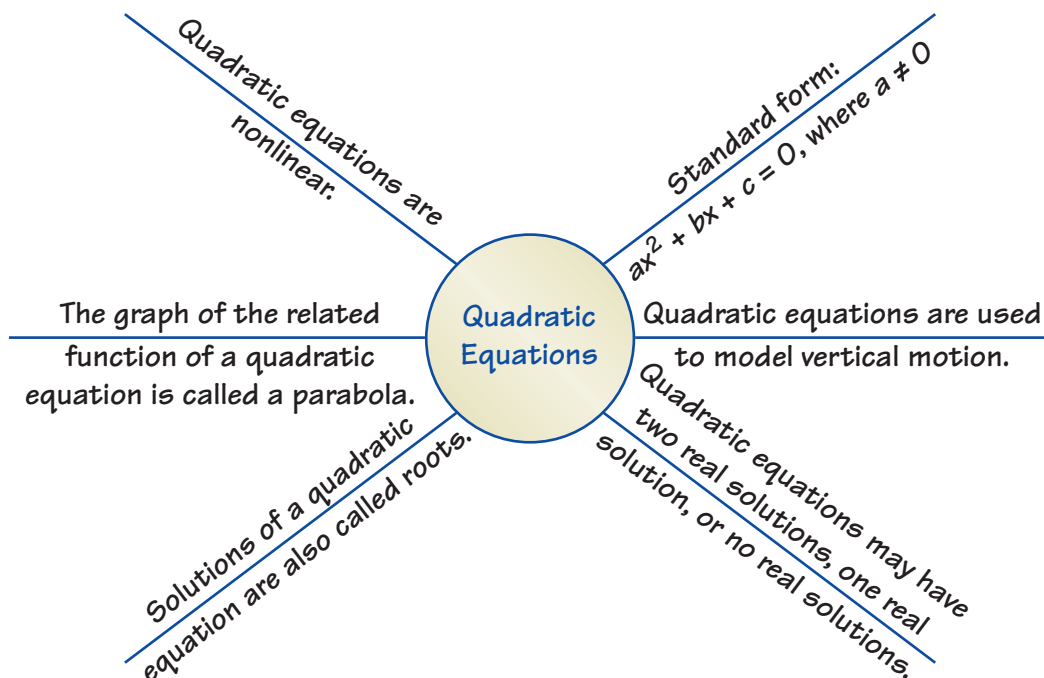 Quadratic equations are
nonlinear.
Standard form:
ax² + bx + c = 0, where a ≠ 0
The graph of the related
function of a quadratic
equation is called a parabola.
Quadratic
Equations
Quadratic equations are used
to model vertical motion.
Solutions of a quadratic
equation are also called roots.
Quadratic equations may have
two real solutions, one real
solution, or no real solutions.